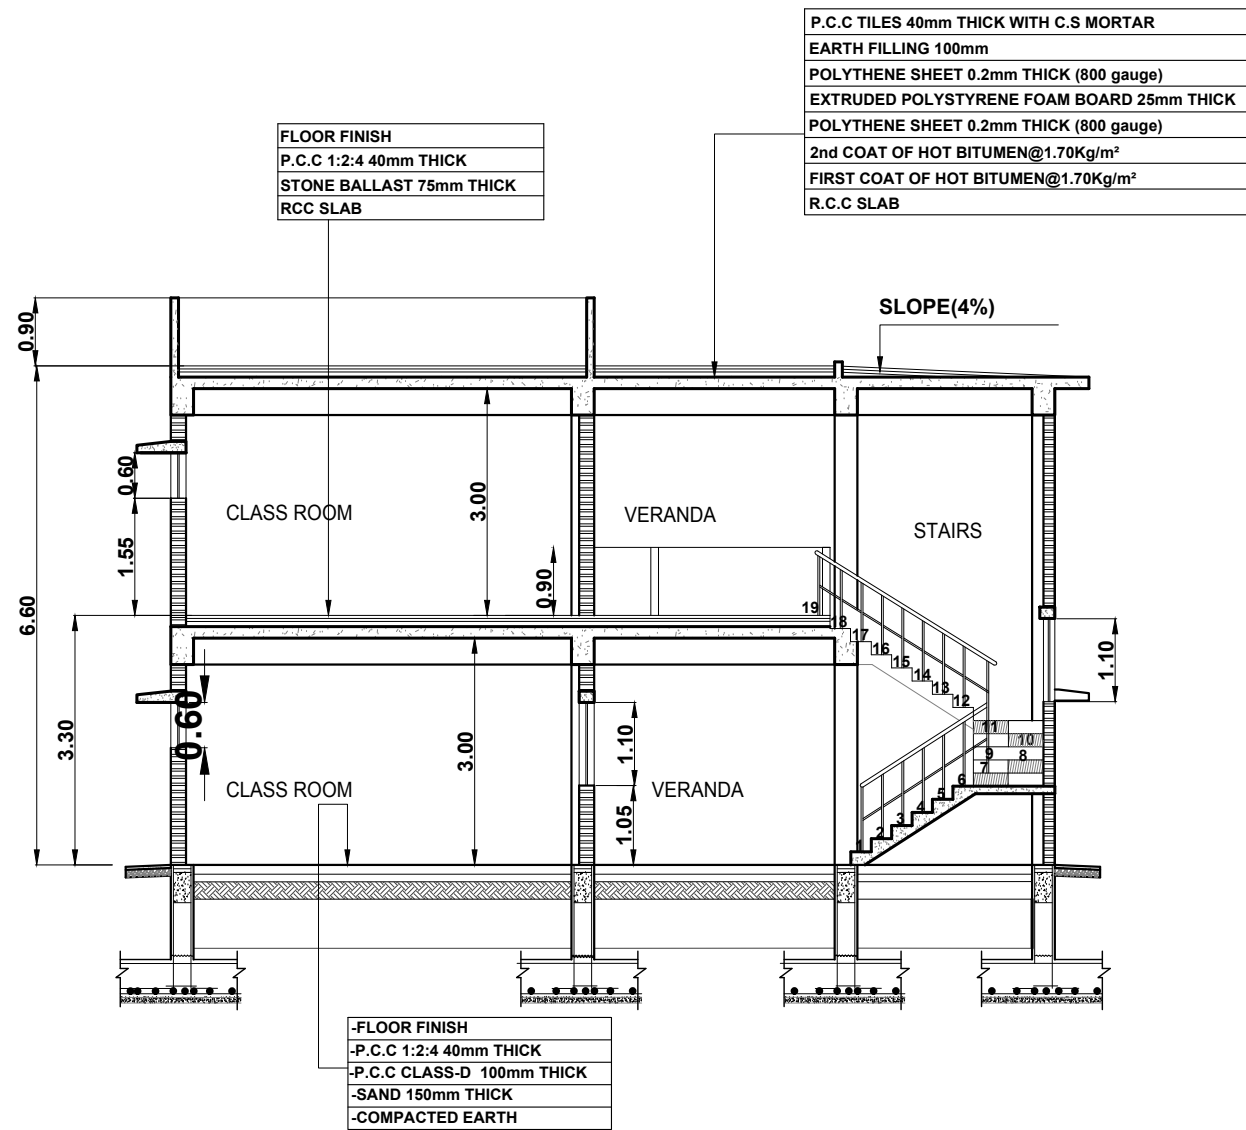 P.C.C TILES 40mm THICK WITH C.S MORTAR
EARTH FILLING 100mm
POLYTHENE SHEET 0.2mm THICK (800 gauge)
EXTRUDED POLYSTYRENE FOAM BOARD 25mm THICK
POLYTHENE SHEET 0.2mm THICK (800 gauge)
2nd COAT OF HOT BITUMEN@1.70Kg/m²
FIRST COAT OF HOT BITUMEN@1.70Kg/m²
R.C.C SLAB
FLOOR FINISH
P.C.C 1:2:4 40mm THICK
STONE BALLAST 75mm THICK
RCC SLAB
SLOPE(4%)
0.90
6.60
3.30
0.60
1.55
CLASS ROOM
3.00
VERANDA
STAIRS
0.90
19
18
17
16
15
14
13
12
11
10
9
8
7
6
5
4
3
2
1
1.10
0.60
CLASS ROOM
3.00
1.10
1.05
VERANDA
-FLOOR FINISH
-P.C.C 1:2:4 40mm THICK
-P.C.C CLASS-D 100mm THICK
-SAND 150mm THICK
-COMPACTED EARTH